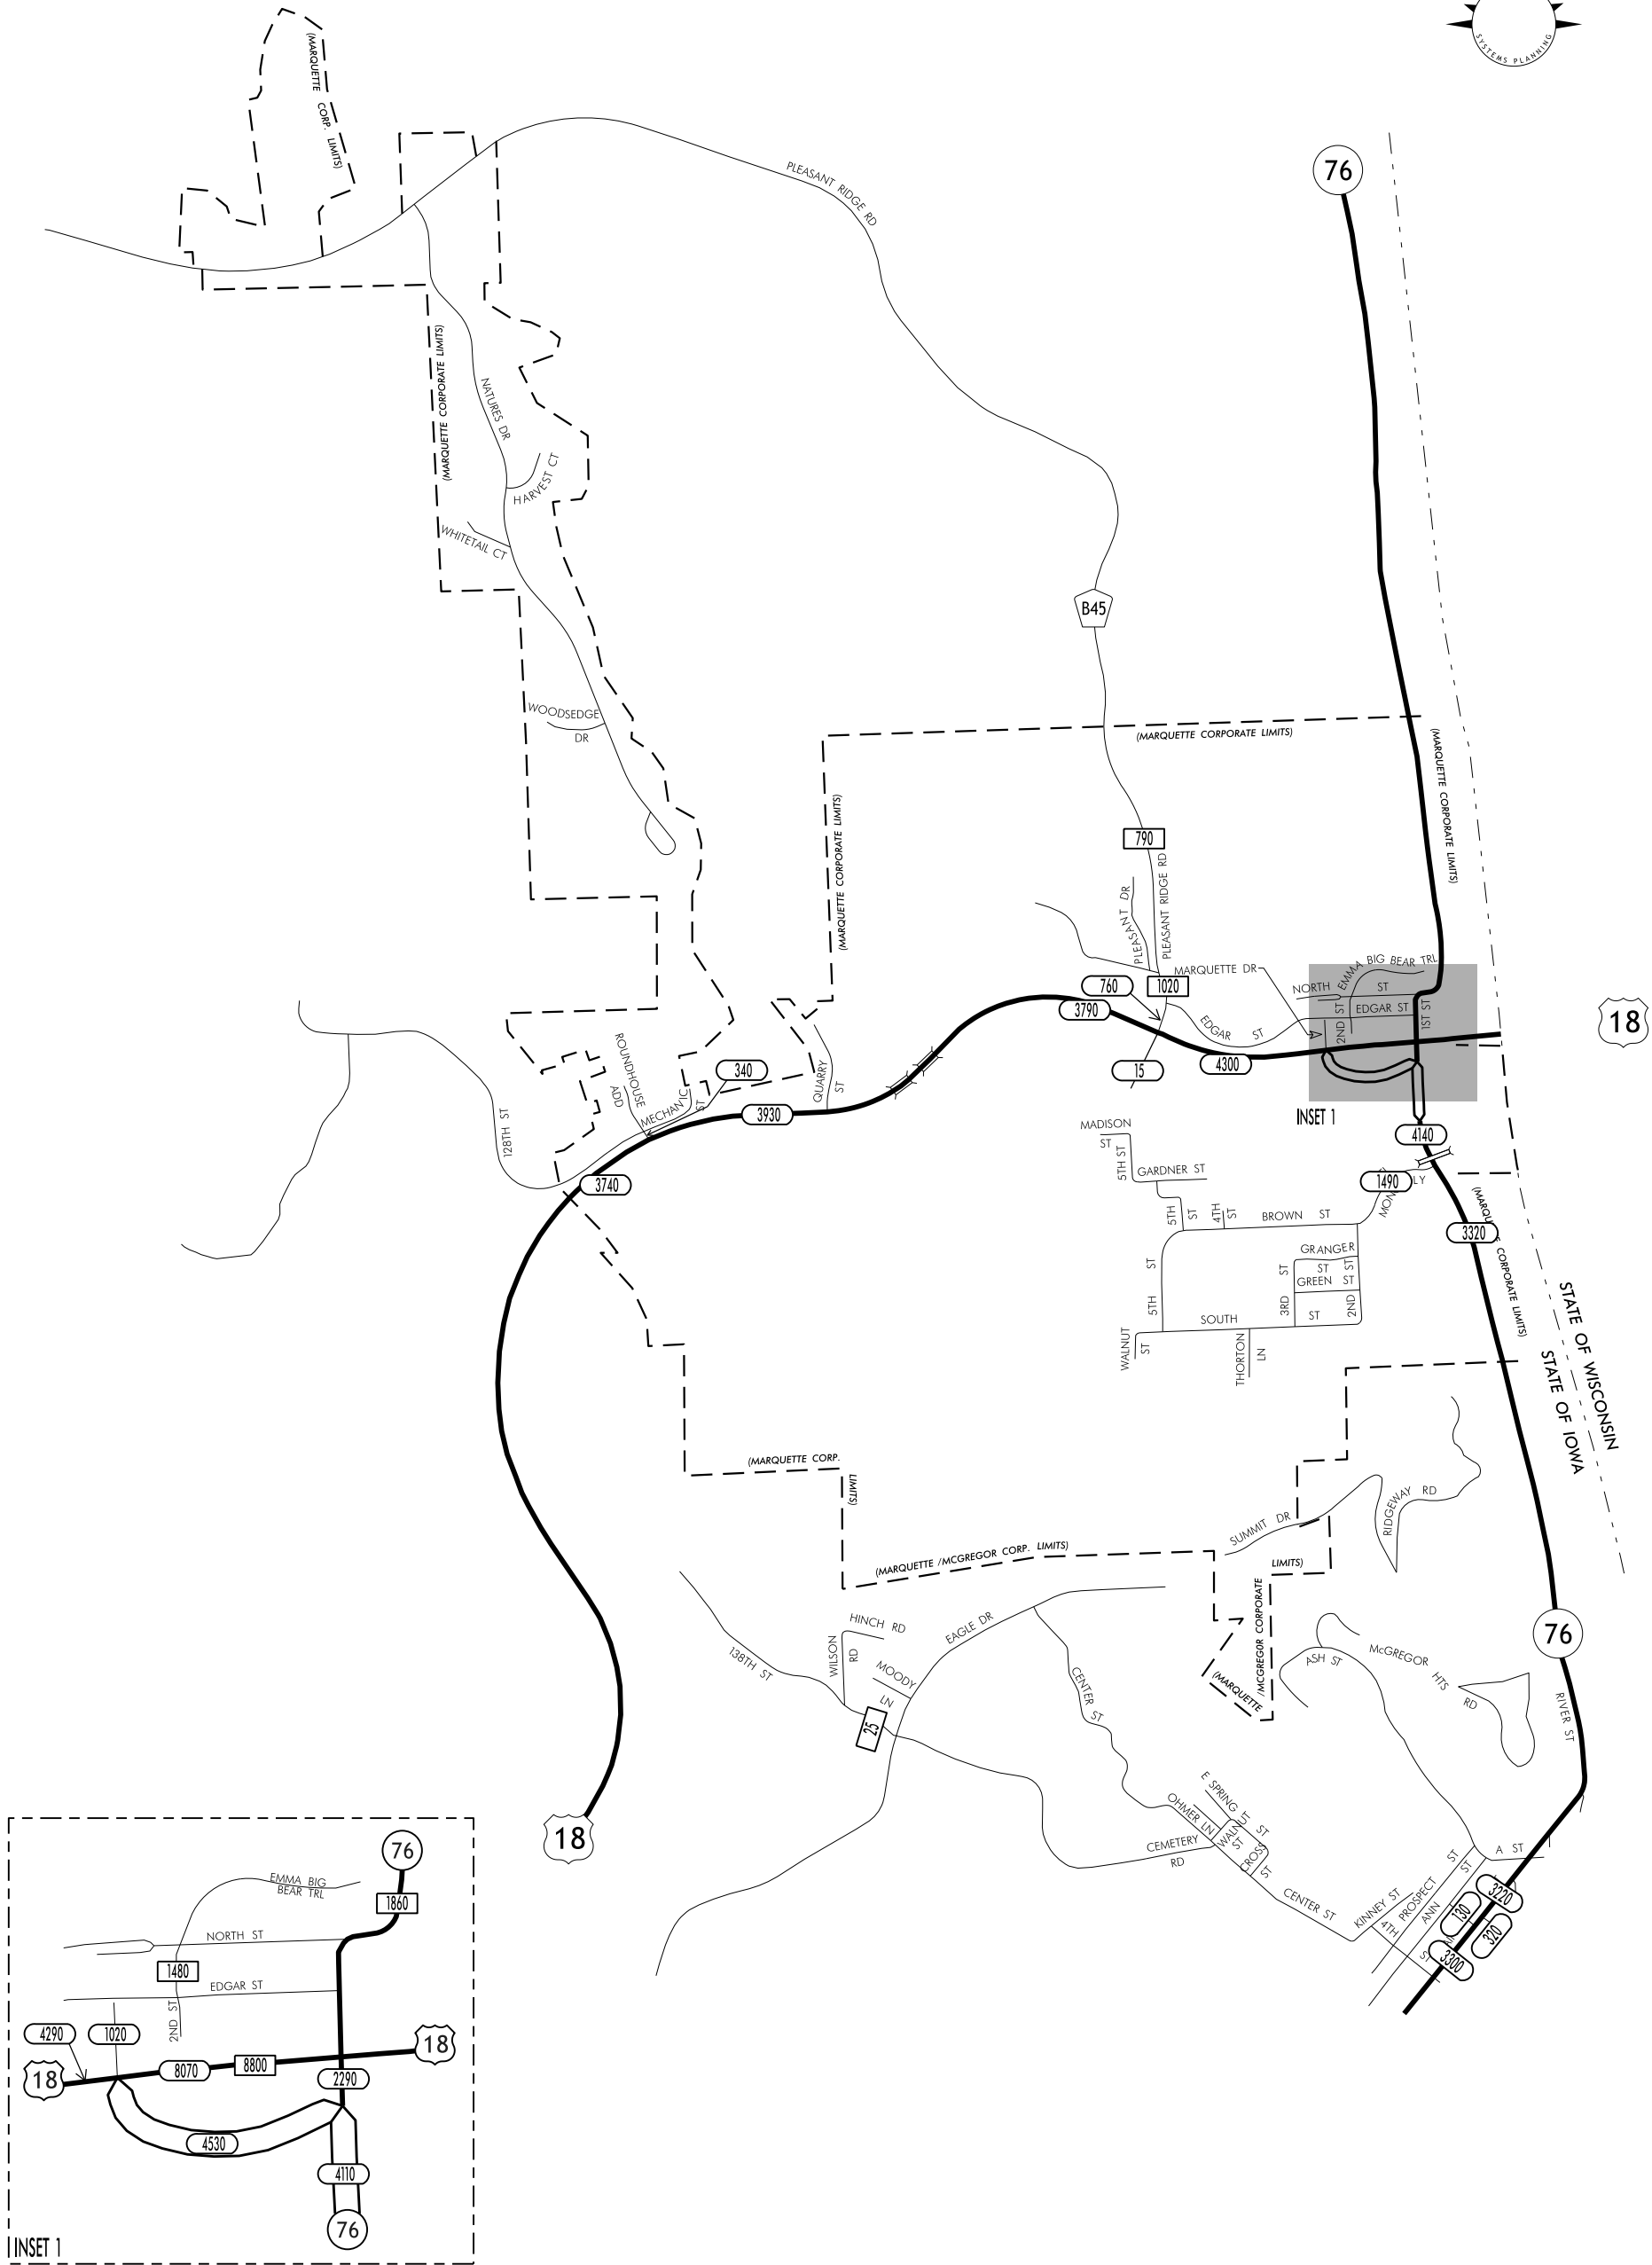 SYSTEMS PLANNING
(MARQUETTE CORP. LIMITS)
76
PLEASANT RIDGE RD
(MARQUETTE CORPORATE LIMITS)
NATURES DR
HARVEST CT
WHITETAIL CT
B45
WOODSEDGE
DR
(MARQUETTE CORPORATE LIMITS)
(MARQUETTE CORPORATE LIMITS)
(MARQUETTE CORPORATE LIMITS)
790
PLEASANT DR
PLEASANT RIDGE RD
MARQUETTE DR
EMMA BIG BEAR TRL
NORTH ST
760
1020
3790
EDGAR ST
EDGAR ST
2ND ST
1ST ST
18
4300
15
QUARRY ST
ROUNDHOUSE
ADD
340
MECHANIC ST
3930
128TH ST
3740
INSET 1
4140
MADISON
ST
5TH ST
GARDNER ST
1490
LY
5TH ST
4TH ST
BROWN ST
3320
CORPORATE LIMITS)
GRANGER
ST
GREEN ST
5TH ST
3RD ST
2ND ST
SOUTH ST
WALNUT ST
THORTON LN
STATE OF WISCONSIN
STATE OF IOWA
(MARQUETTE CORP.
LIMITS)
RIDGEWAY RD
SUMMIT DR
(MARQUETTE /MCGREGOR CORP. LIMITS)
LIMITS)
/MCGREGOR CORPORATE
(MARQUETTE
HINCH RD
WILSON RD
138TH ST
MOODY
LN
EAGLE DR
25
CENTER ST
ASH ST
McGREGOR HTS
RD
76
RIVER ST
E SPRING ST
OHMER LN
WALNUT ST
CROSS ST
CEMETERY
RD
CENTER ST
KINNEY ST
PROSPECT ST
ANN ST
4TH ST
A ST
3220
130
320
3300
18
76
EMMA BIG
BEAR TRL
1860
NORTH ST
1480
EDGAR ST
2ND ST
4290
1020
18
18
8070
8800
2290
4530
4110
76
INSET 1